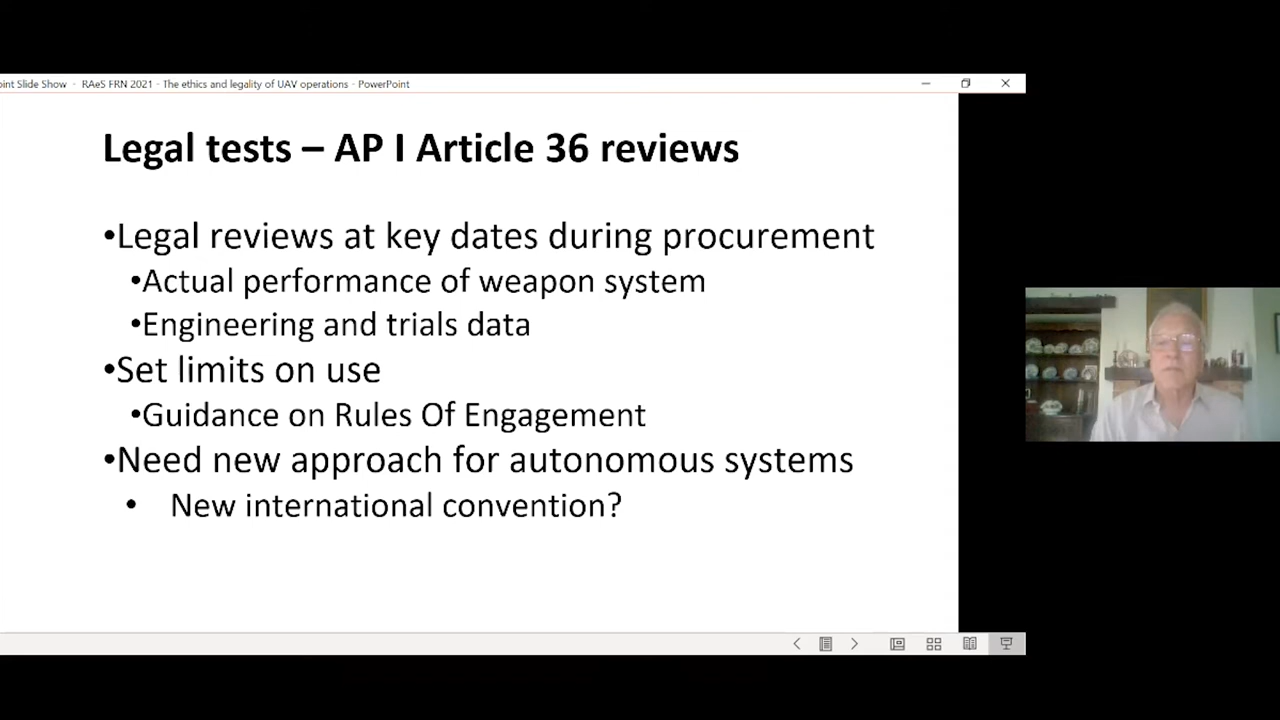 oint Slide Show - RAeS FRN 2021 - The ethics and legality of UAV operations - PowerPoint
Legal tests – AP I Article 36 reviews
•Legal reviews at key dates during procurement
•Actual performance of weapon system
•Engineering and trials data
•Set limits on use
•Guidance on Rules Of Engagement
•Need new approach for autonomous systems
• New international convention?